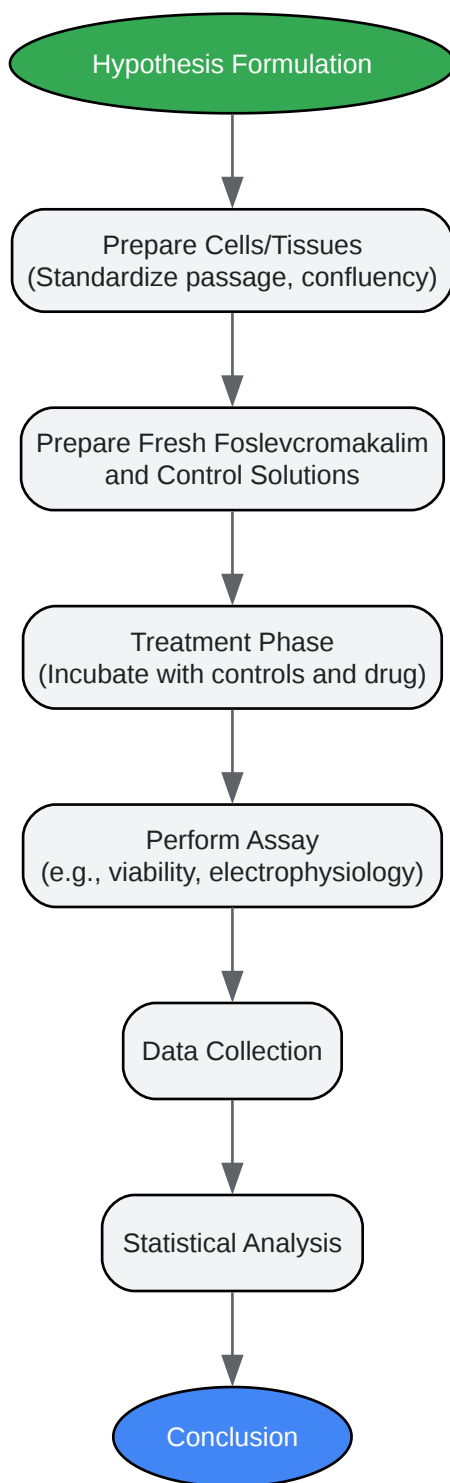 Hypothesis Formulation
Prepare Cells/Tissues
(Standardize passage, confluency)
Prepare Fresh Foslevcromakalim
and Control Solutions
Treatment Phase
(Incubate with controls and drug)
Perform Assay
(e.g., viability, electrophysiology)
Data Collection
Statistical Analysis
Conclusion